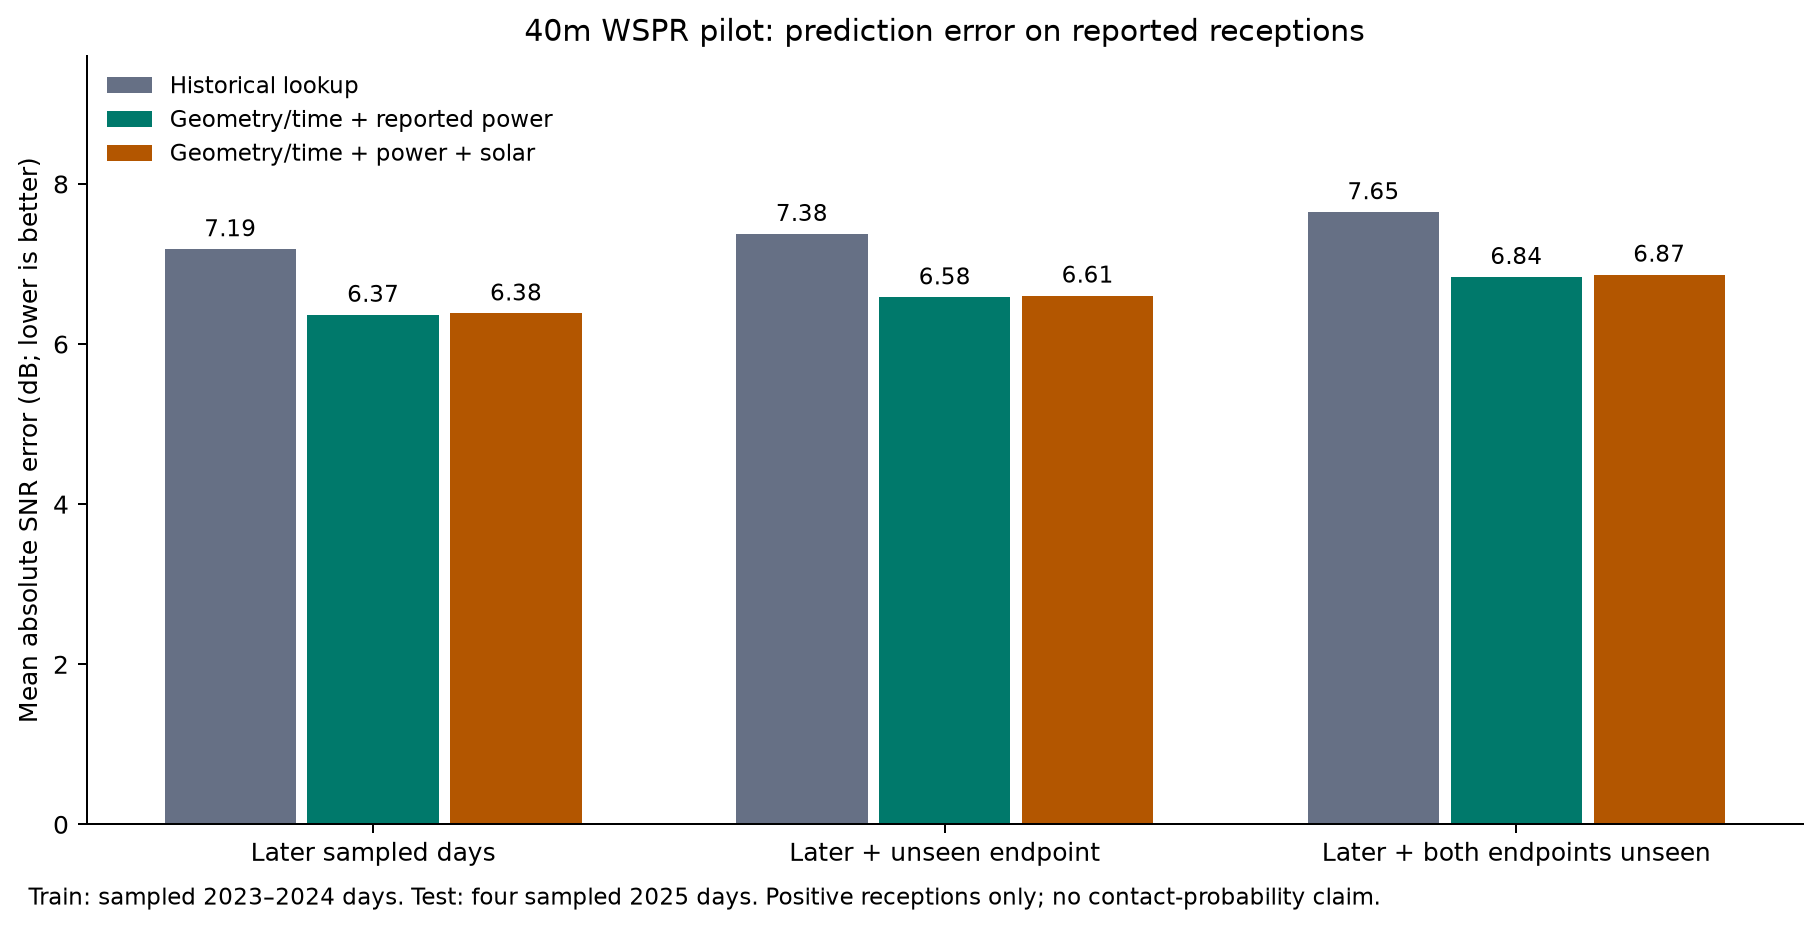 40m WSPR pilot: prediction error on reported receptions
Historical lookup
Geometry/time + reported power
Geometry/time + power + solar
Mean absolute SNR error (dB; lower is better)
8
6
4
2
0
7.19
6.37
6.38
7.38
6.58
6.61
7.65
6.84
6.87
Later sampled days
Later + unseen endpoint
Later + both endpoints unseen
Train: sampled 2023–2024 days. Test: four sampled 2025 days. Positive receptions only; no contact-probability claim.